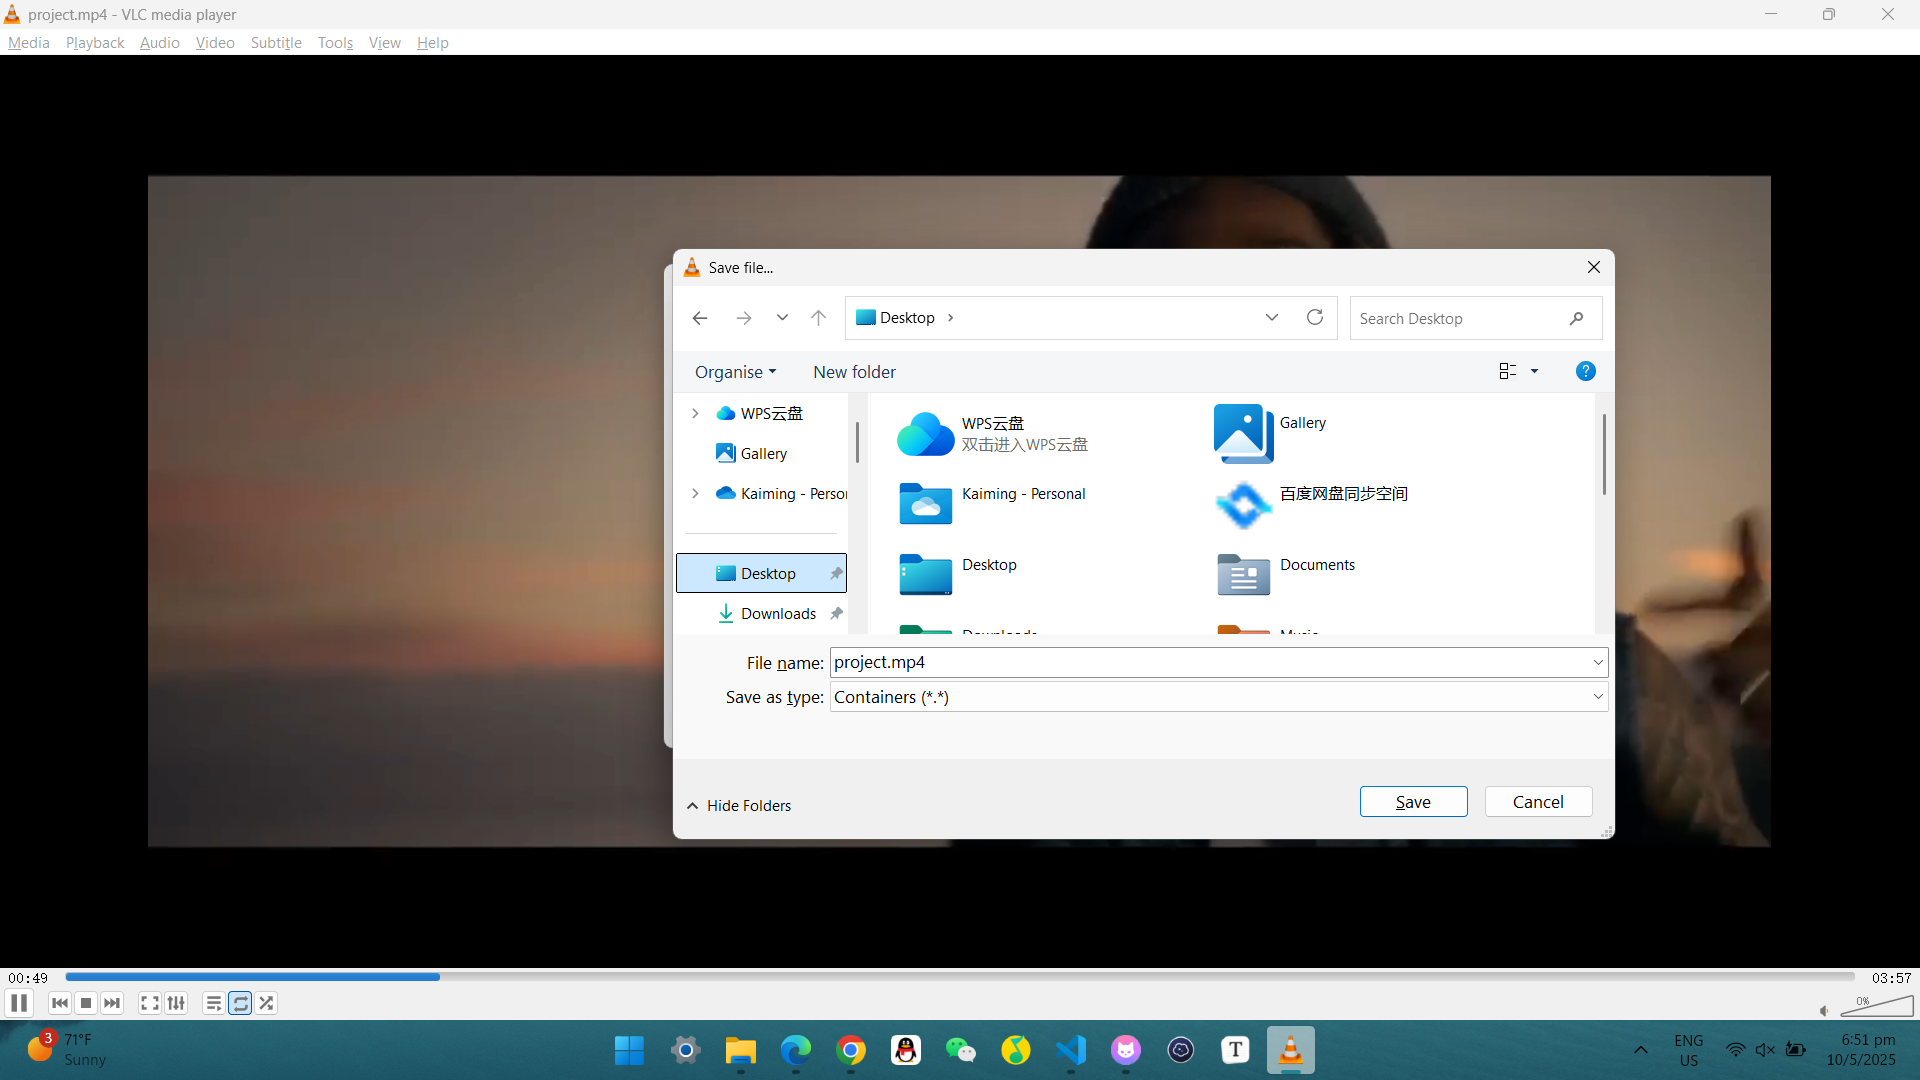 project.mp4 - VLC media player
Media Playback Audio Video Subtitle Tools View Help
Save file...
Desktop
Search Desktop
Organise New folder
WPS云盘
Gallery
Kaiming - Perso
Desktop
Downloads
WPS云盘
双击进入WPS云盘
Gallery
Kaiming - Personal
百度网盘同步空间
Desktop
Documents
File name: project.mp4
Save as type: Containers (*.*)
Hide Folders
Save
Cancel
00:49
03:57
0%
3
71°F
Sunny
T
ENG
US
6:51 pm
10/5/2025